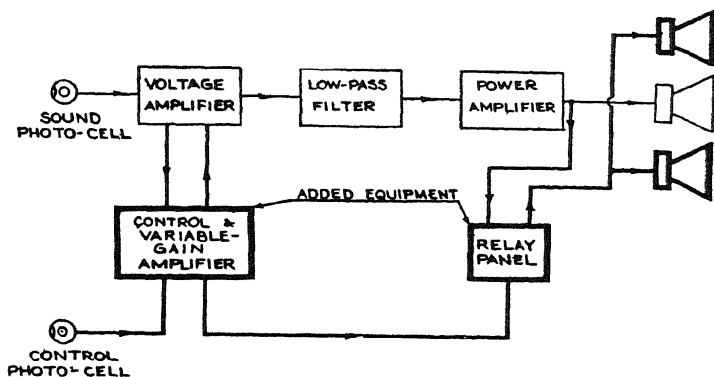 VOLTAGE
AMPLIFIER
LOW-PASS
FILTER
POWER
AMPLIFIER
SOUND
PHOTO-CELL
ADDED EQUIPMENT
CONTROL &
VARIABLE-
GAIN
AMPLIFIER
RELAY
PANEL
CONTROL
PHOTO-CELL